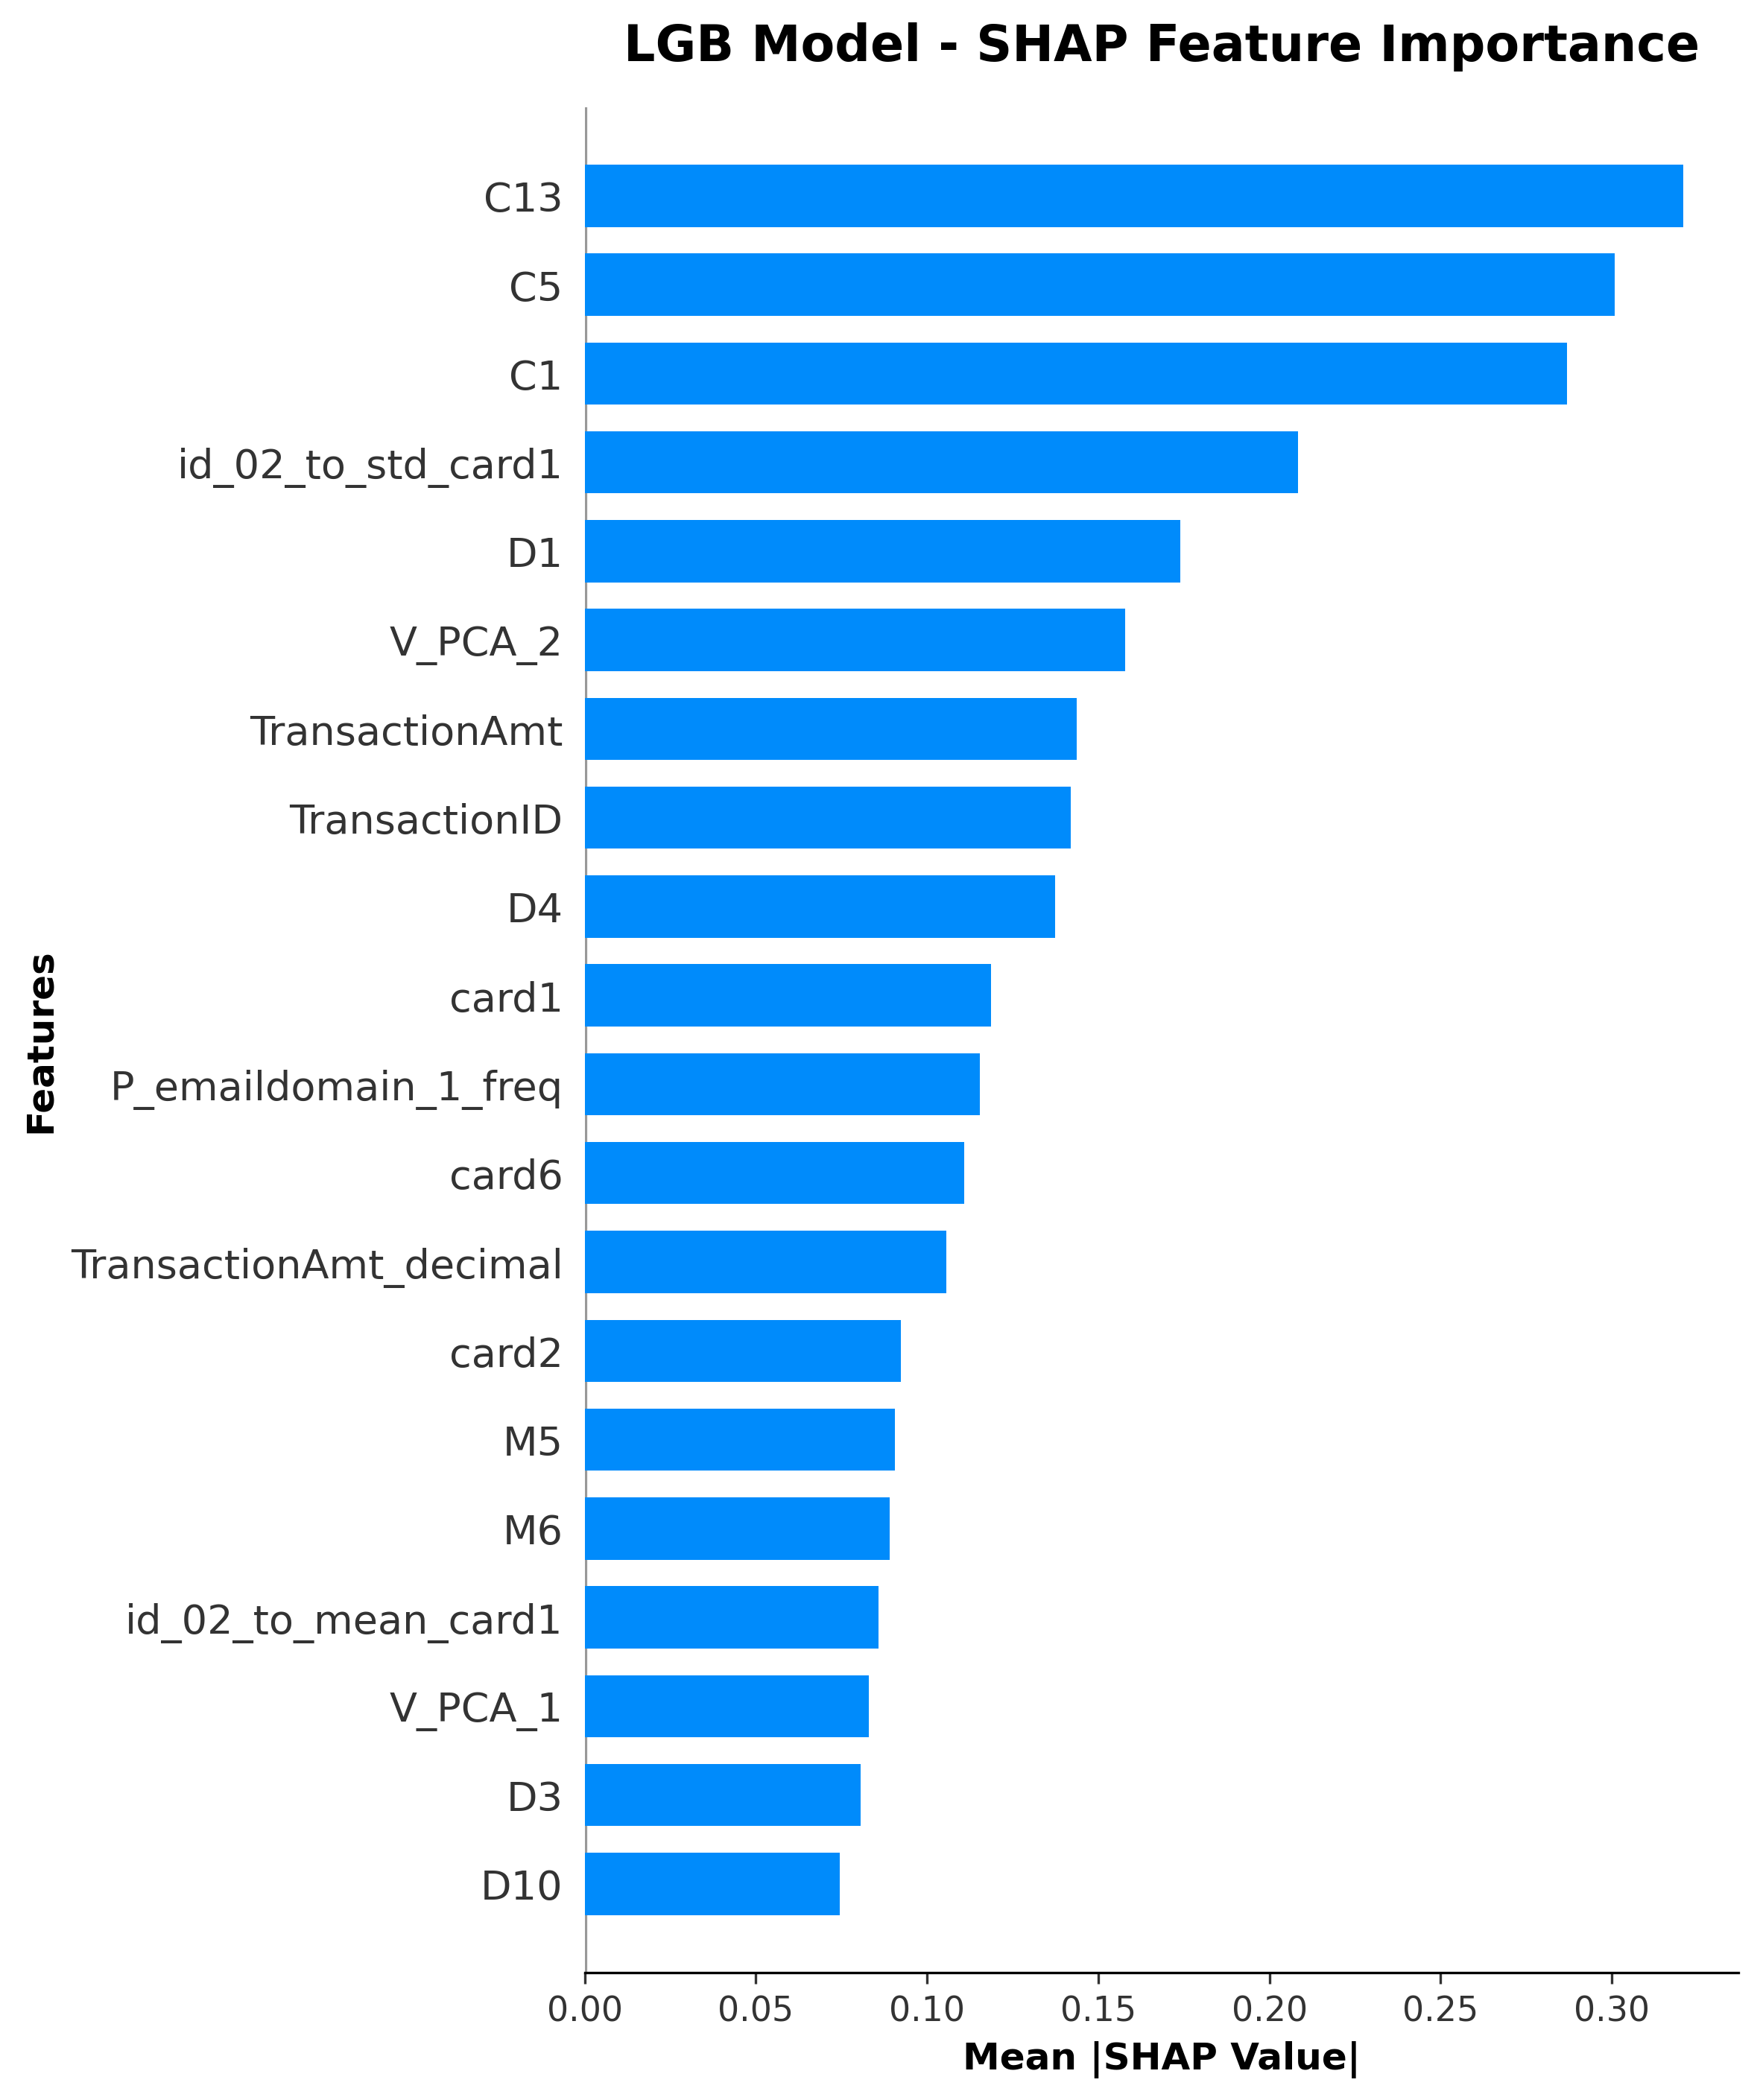 LGB Model - SHAP Feature Importance
C13
C5
C1
id_02_to_std_card1
D1
V_PCA_2
TransactionAmt
TransactionID
D4
card1
P_emaildomain_1_freq
card6
TransactionAmt_decimal
card2
M5
M6
id_02_to_mean_card1
V_PCA_1
D3
D10
Features
0.00 0.05 0.10 0.15 0.20 0.25 0.30
Mean |SHAP Value|